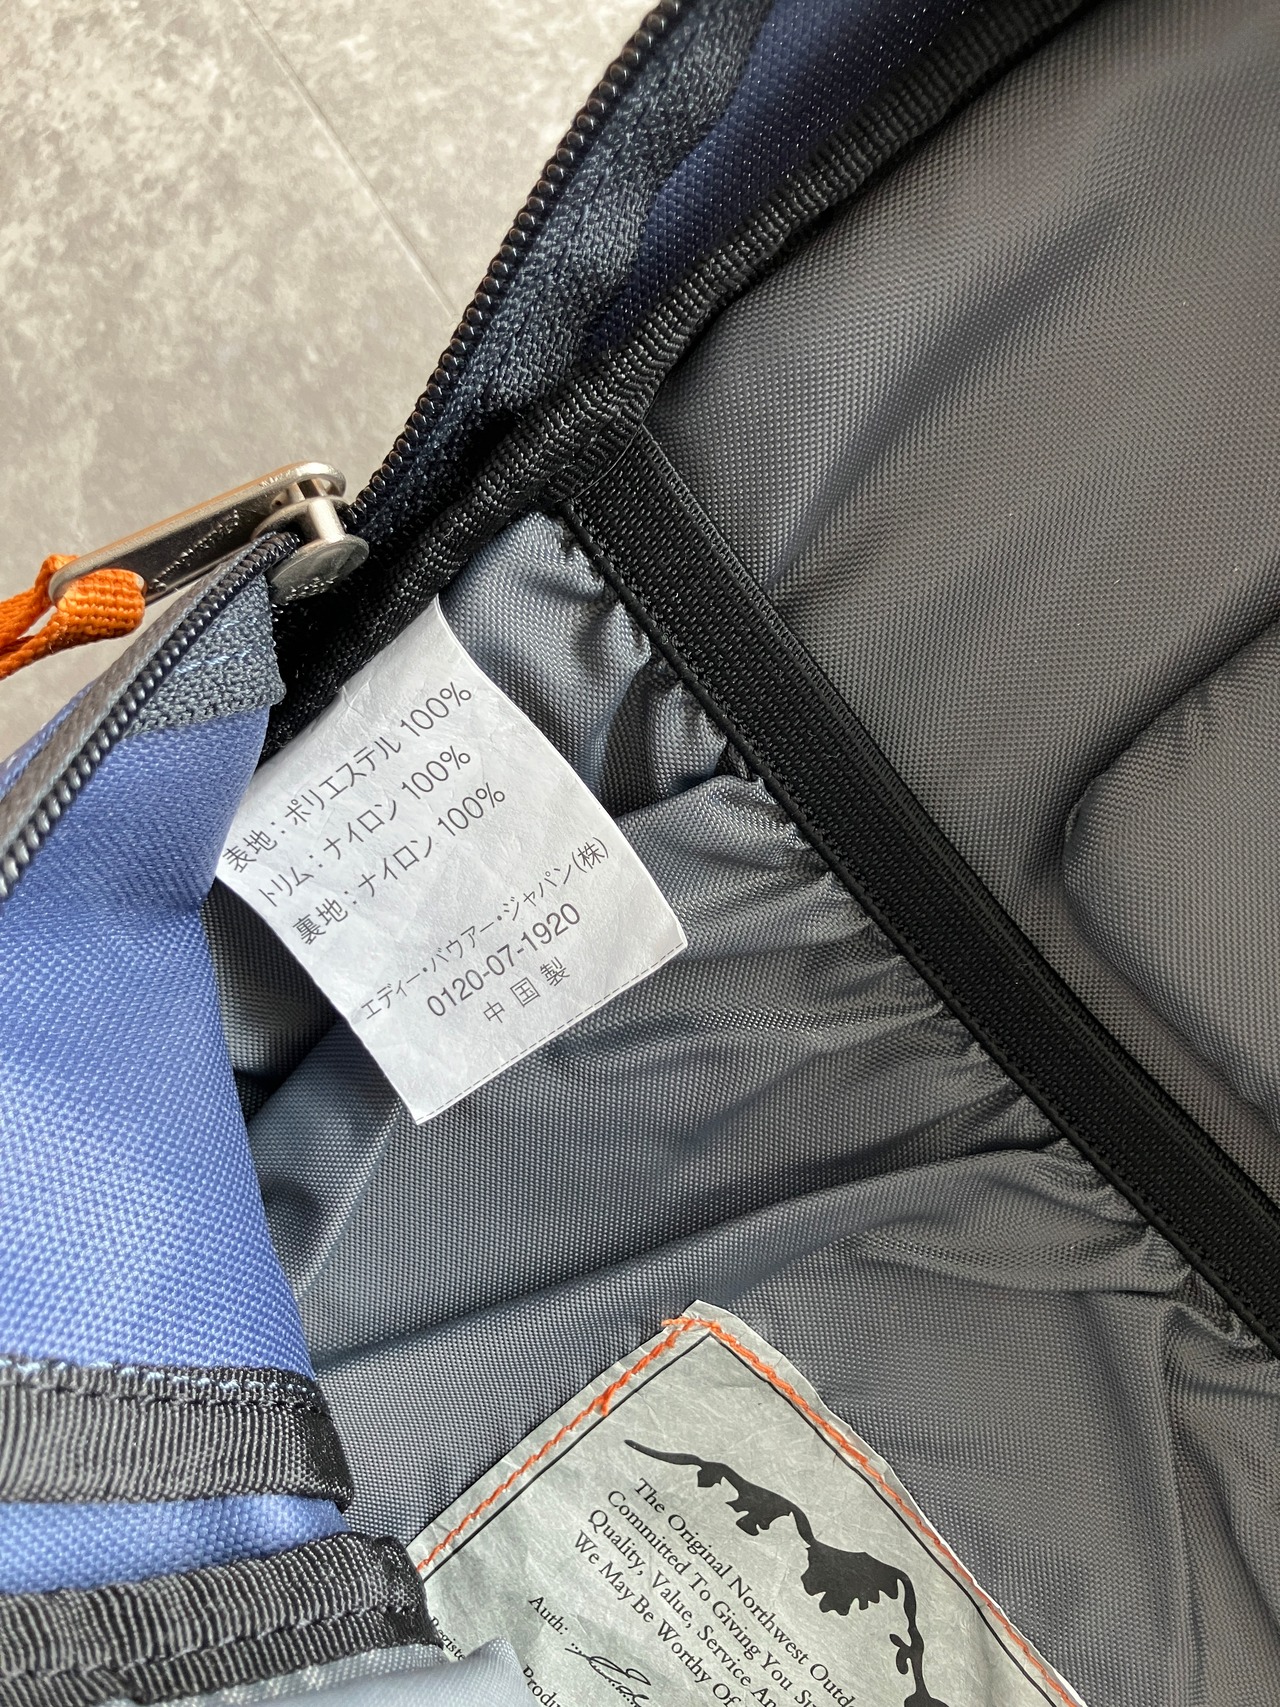 表地：ポリエステル 100%
トリム：ナイロン 100%
裏地：ナイロン 100%
エディー・バウアー・ジャパン(株)
0120-07-1920
中国製
The Original Northwest Outd
Committed To Giving You
Quality, Value, Service An
We May Be Worthy Of
Auth:
Registe
Produ